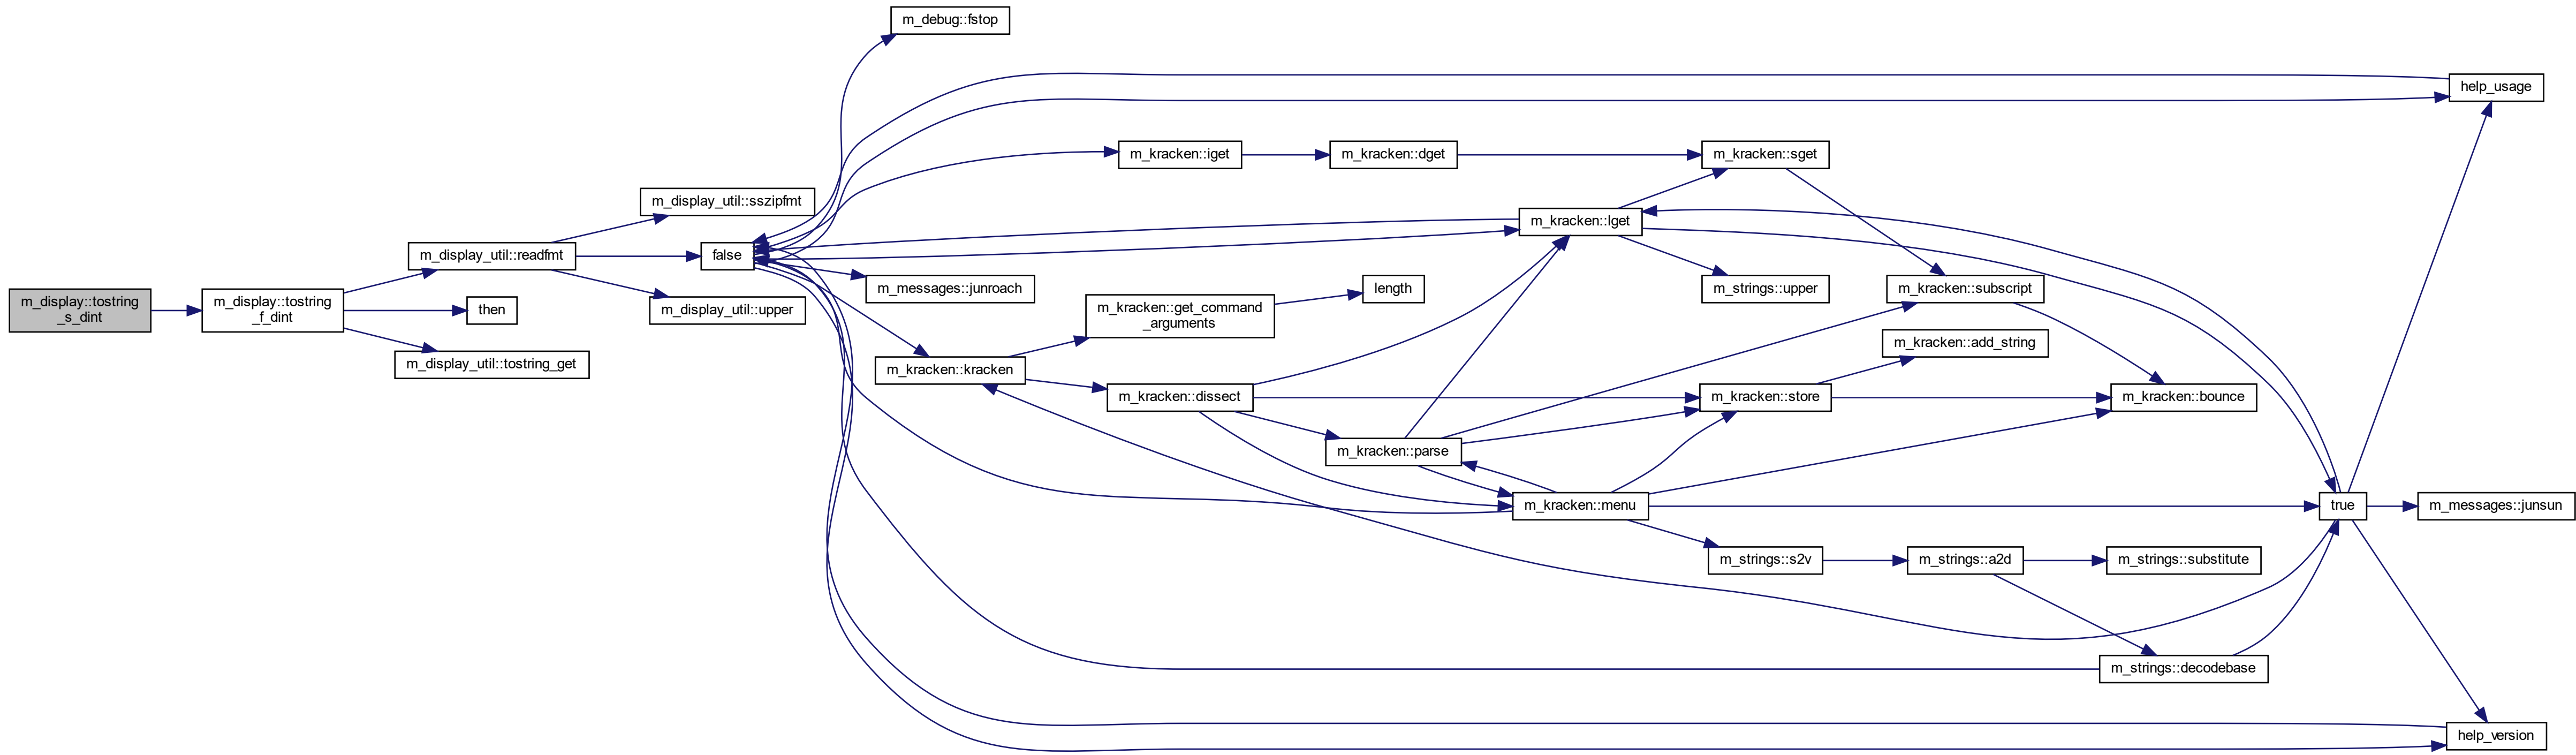 m_display::tostring
_s_dint
m_display::tostring
_f_dint
m_display_util::readfmt
then
m_display_util::tostring_get
m_display_util::sszipfmt
false
m_display_util::upper
m_debug::fstop
m_messages::junroach
m_kracken::kracken
m_kracken::iget
m_kracken::get_command
_arguments
m_kracken::dissect
m_kracken::dget
length
m_kracken::parse
m_kracken::lget
m_kracken::menu
m_kracken::sget
m_strings::upper
m_kracken::store
m_strings::s2v
m_kracken::subscript
m_kracken::add_string
m_strings::a2d
m_kracken::bounce
m_strings::substitute
m_strings::decodebase
true
help_usage
m_messages::junsun
help_version